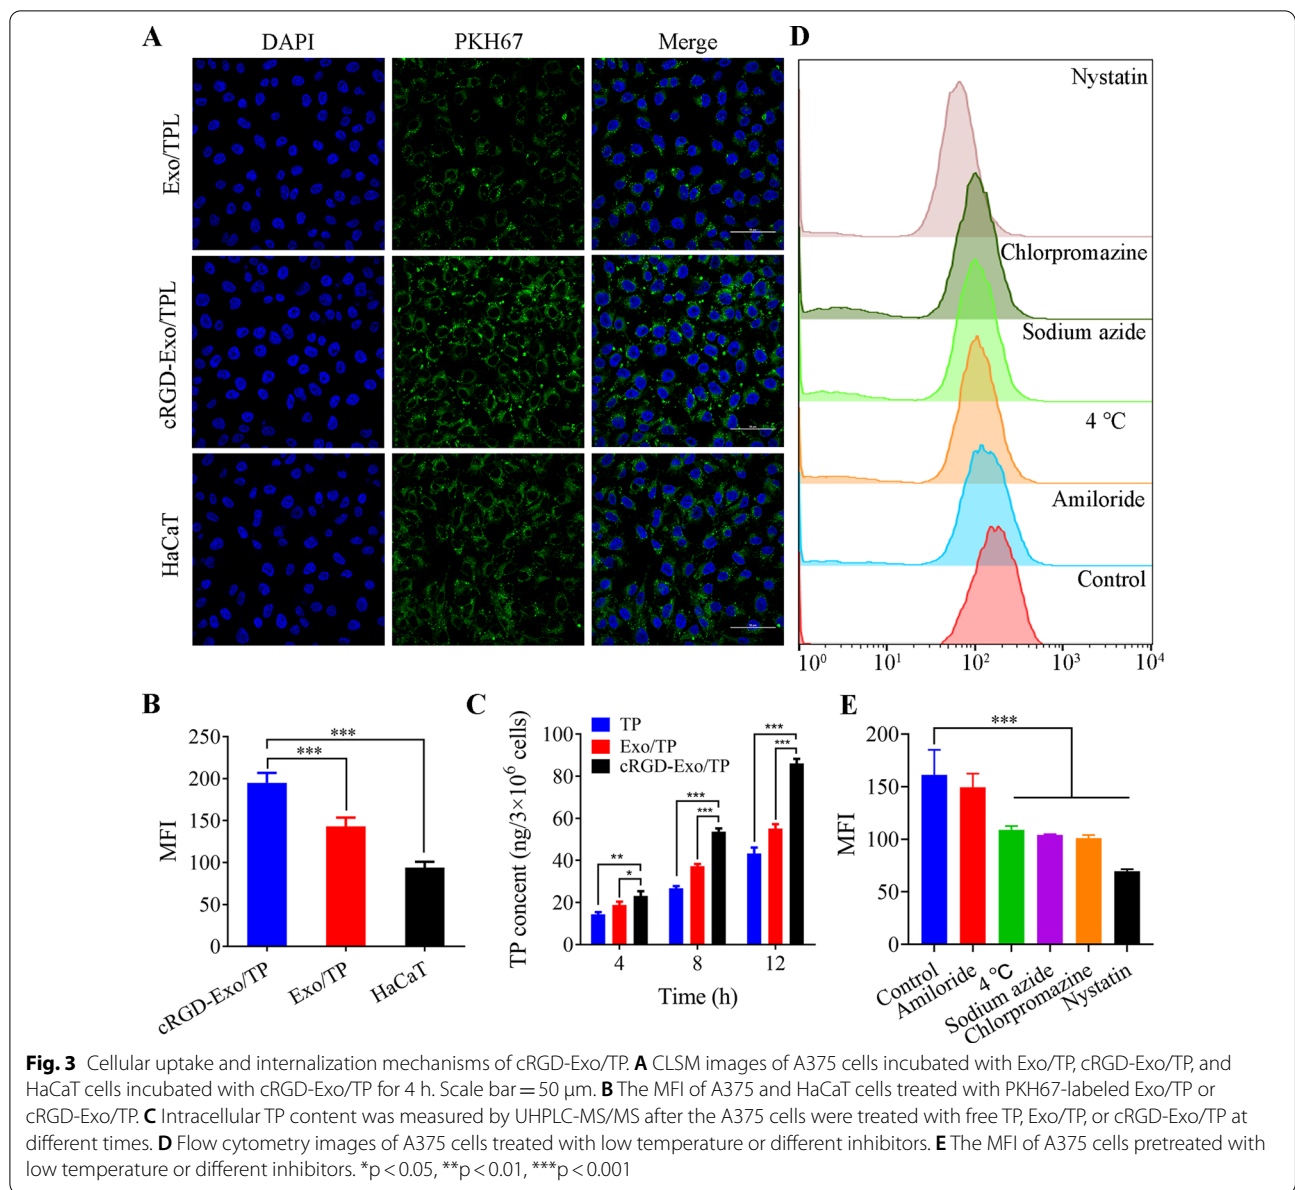 A
DAPI
PKH67
Merge
Exo/TPL
cRGD-Exo/TPL
HaCaT
D
Nystatin
Chlorpromazine
Sodium azide
4 °C
Amiloride
Control
10⁰ 10¹ 10² 10³ 10⁴
B
MFI
250
200
150
100
50
0
***
***
cRGD-Exo/TP
Exo/TP
HaCaT
C
TP concent (ng/3×10⁶ cells)
100
80
60
40
20
0
TP
Exo/TP
cRGD-Exo/TP
**
*
***
***
***
***
4 8 12
Time (h)
E
MFI
200
150
100
50
0
***
Control
Amiloride
4 °C
Sodium azide
Chlorpromazine
Nystatin
Fig. 3 Cellular uptake and internalization mechanisms of cRGD-Exo/TP. A CLSM images of A375 cells incubated with Exo/TP, cRGD-Exo/TP, and
HaCaT cells incubated with cRGD-Exo/TP for 4 h. Scale bar = 50 μm. B The MFI of A375 and HaCaT cells treated with PKH67-labeled Exo/TP or
cRGD-Exo/TP. C Intracellular TP content was measured by UHPLC-MS/MS after the A375 cells were treated with free TP, Exo/TP, or cRGD-Exo/TP at
different times. D Flow cytometry images of A375 cells treated with low temperature or different inhibitors. E The MFI of A375 cells pretreated with
low temperature or different inhibitors. *p < 0.05, **p < 0.01, ***p < 0.001